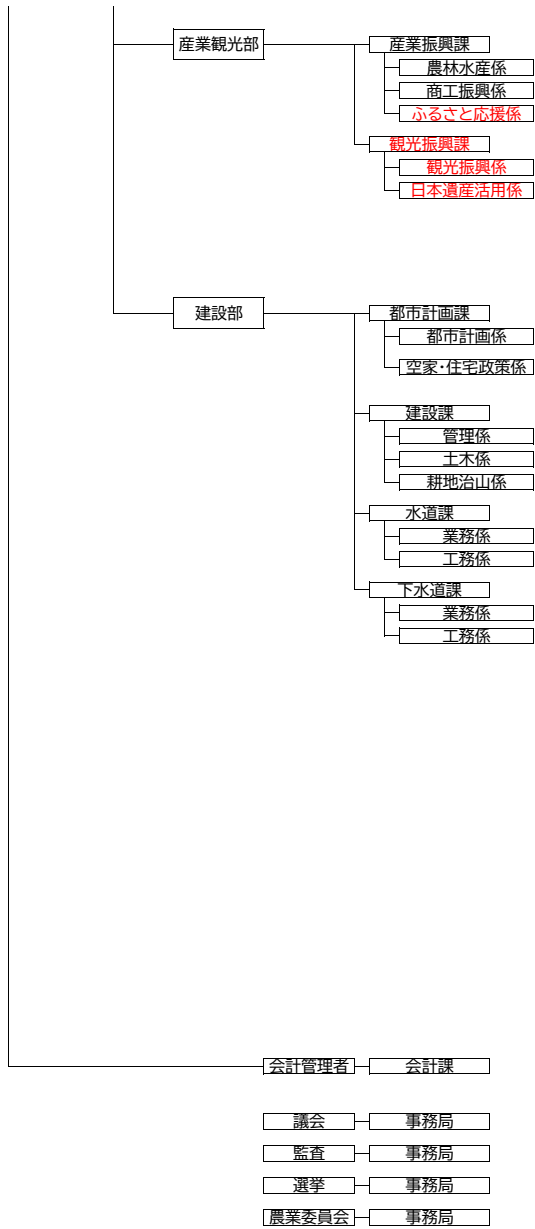 産業観光部
産業振興課
農林水産係
商工振興係
ふるさと応援係
観光振興課
観光振興係
日本遺産活用係
建設部
都市計画課
都市計画係
空家・住宅政策係
建設課
管理係
土木係
耕地治山係
水道課
業務係
工務係
下水道課
業務係
工務係
会計管理者
会計課
議会
事務局
監査
事務局
選挙
事務局
農業委員会
事務局